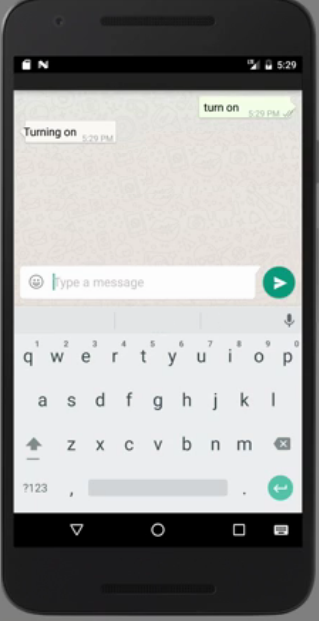 5:29
turn on
5:29 PM
Turning on
5:29 PM
Type a message
1 2 3 4 5 6 7 8 9 0
q w e r t y u i o p
a s d f g h j k l
z x c v b n m
?123 , .